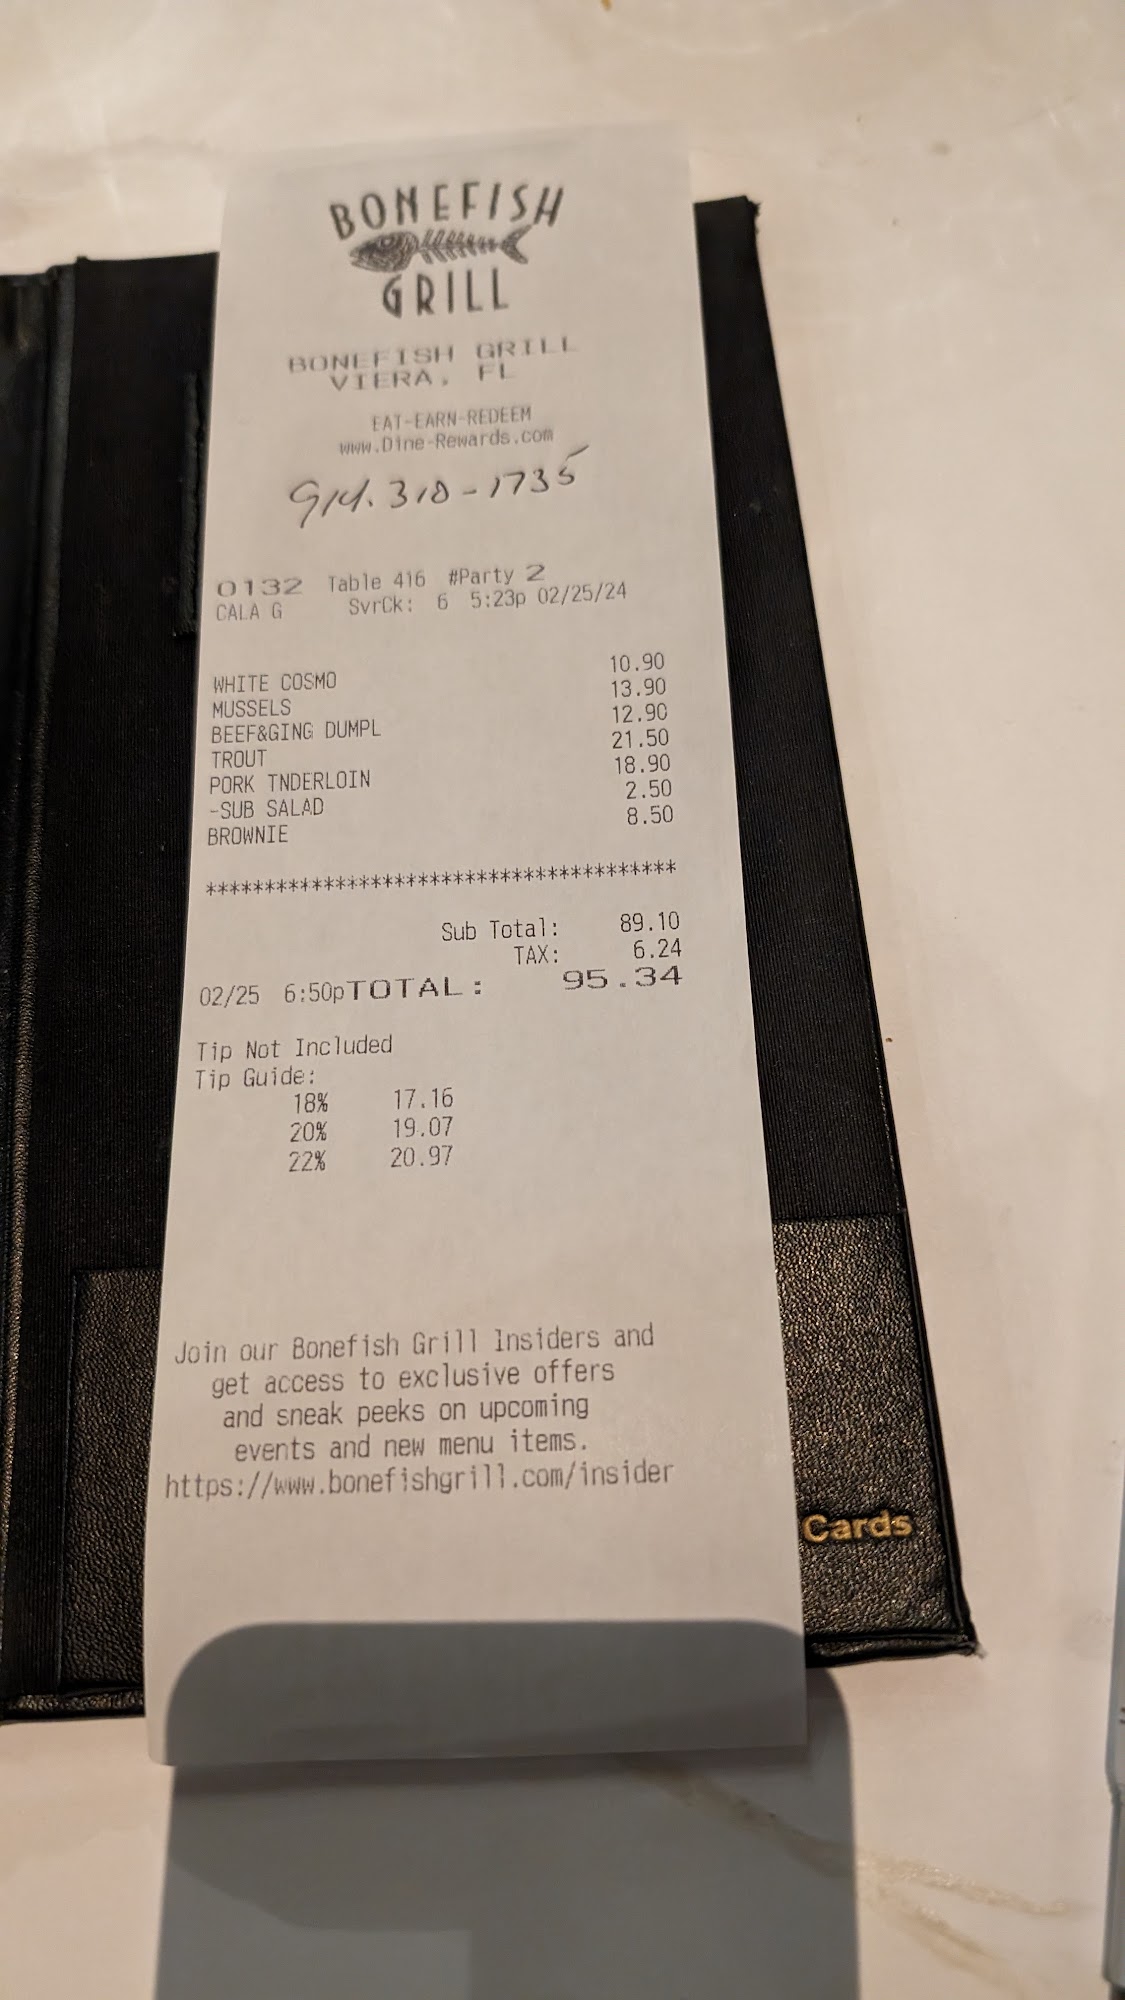 BONEFISH
GRILL
BONEFISH GRILL
VIERA, FL
EAT-EARN-REDEEM
www.Dine-Rewards.com
914.310-1735
0132 Table 416 #Party 2
CALA G SvrCk: 6 5:23p 02/25/24
WHITE COSMO 10.90
MUSSELS 13.90
BEEF&GING DUMPL 12.90
TROUT 21.50
PORK TNDERLOIN 18.90
-SUB SALAD 2.50
BROWNIE 8.50
****************************************
Sub Total: 89.10
TAX: 6.24
02/25 6:50pTOTAL: 95.34
Tip Not Included
Tip Guide:
18% 17.16
20% 19.07
22% 20.97
Join our Bonefish Grill Insiders and
get access to exclusive offers
and sneak peeks on upcoming
events and new menu items.
https://www.bonefishgrill.com/insider
Cards